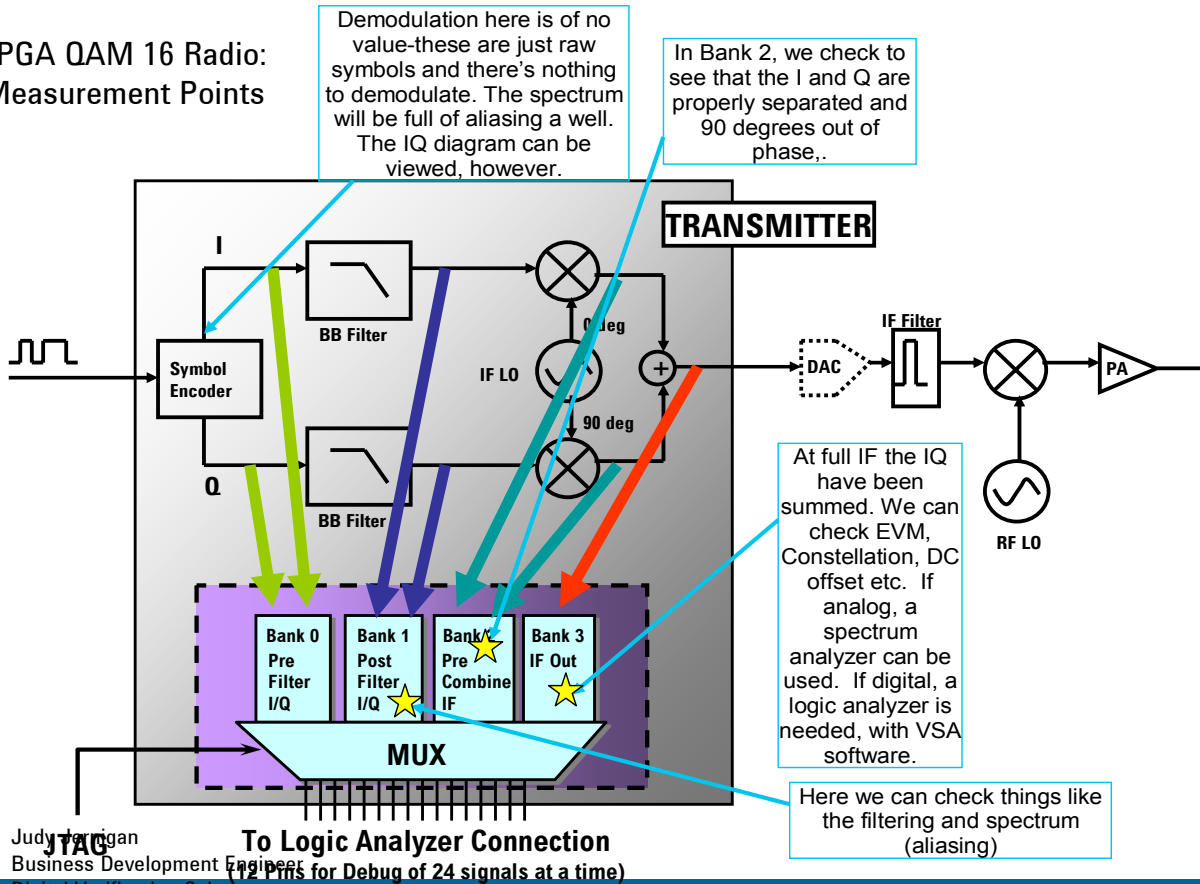 PGA QAM 16 Radio:
Measurement Points
Demodulation here is of no
value-these are just raw
symbols and there's nothing
to demodulate. The spectrum
will be full of aliasing a well.
The IQ diagram can be
viewed, however.
In Bank 2, we check to
see that the I and Q are
properly separated and
90 degrees out of
phase,.
TRANSMITTER
I
BB Filter
0 deg
IF LO
90 deg
+
Symbol
Encoder
Q
BB Filter
DAC
IF Filter
PA
RF LO
At full IF the IQ
have been
summed. We can
check EVM,
Constellation, DC
offset etc. If
analog, a
spectrum
analyzer can be
used. If digital, a
logic analyzer is
needed, with VSA
software.
Bank 0
Pre
Filter
I/Q
Bank 1
Post
Filter
I/Q
Bank
Pre
Combine
IF
Bank 3
IF Out
MUX
Here we can check things like
the filtering and spectrum
(aliasing)
JTAG
To Logic Analyzer Connection
(12 Pins for Debug of 24 signals at a time)
Judy Jernigan
Business Development Engineer